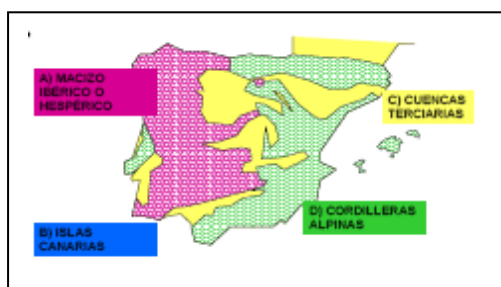 A) MACIZO
IBÉRICO O
HESPÉRICO
C) CUENCAS
TERCIARIAS
B) ISLAS
CANARIAS
D) CORDILLERAS
ALPINAS